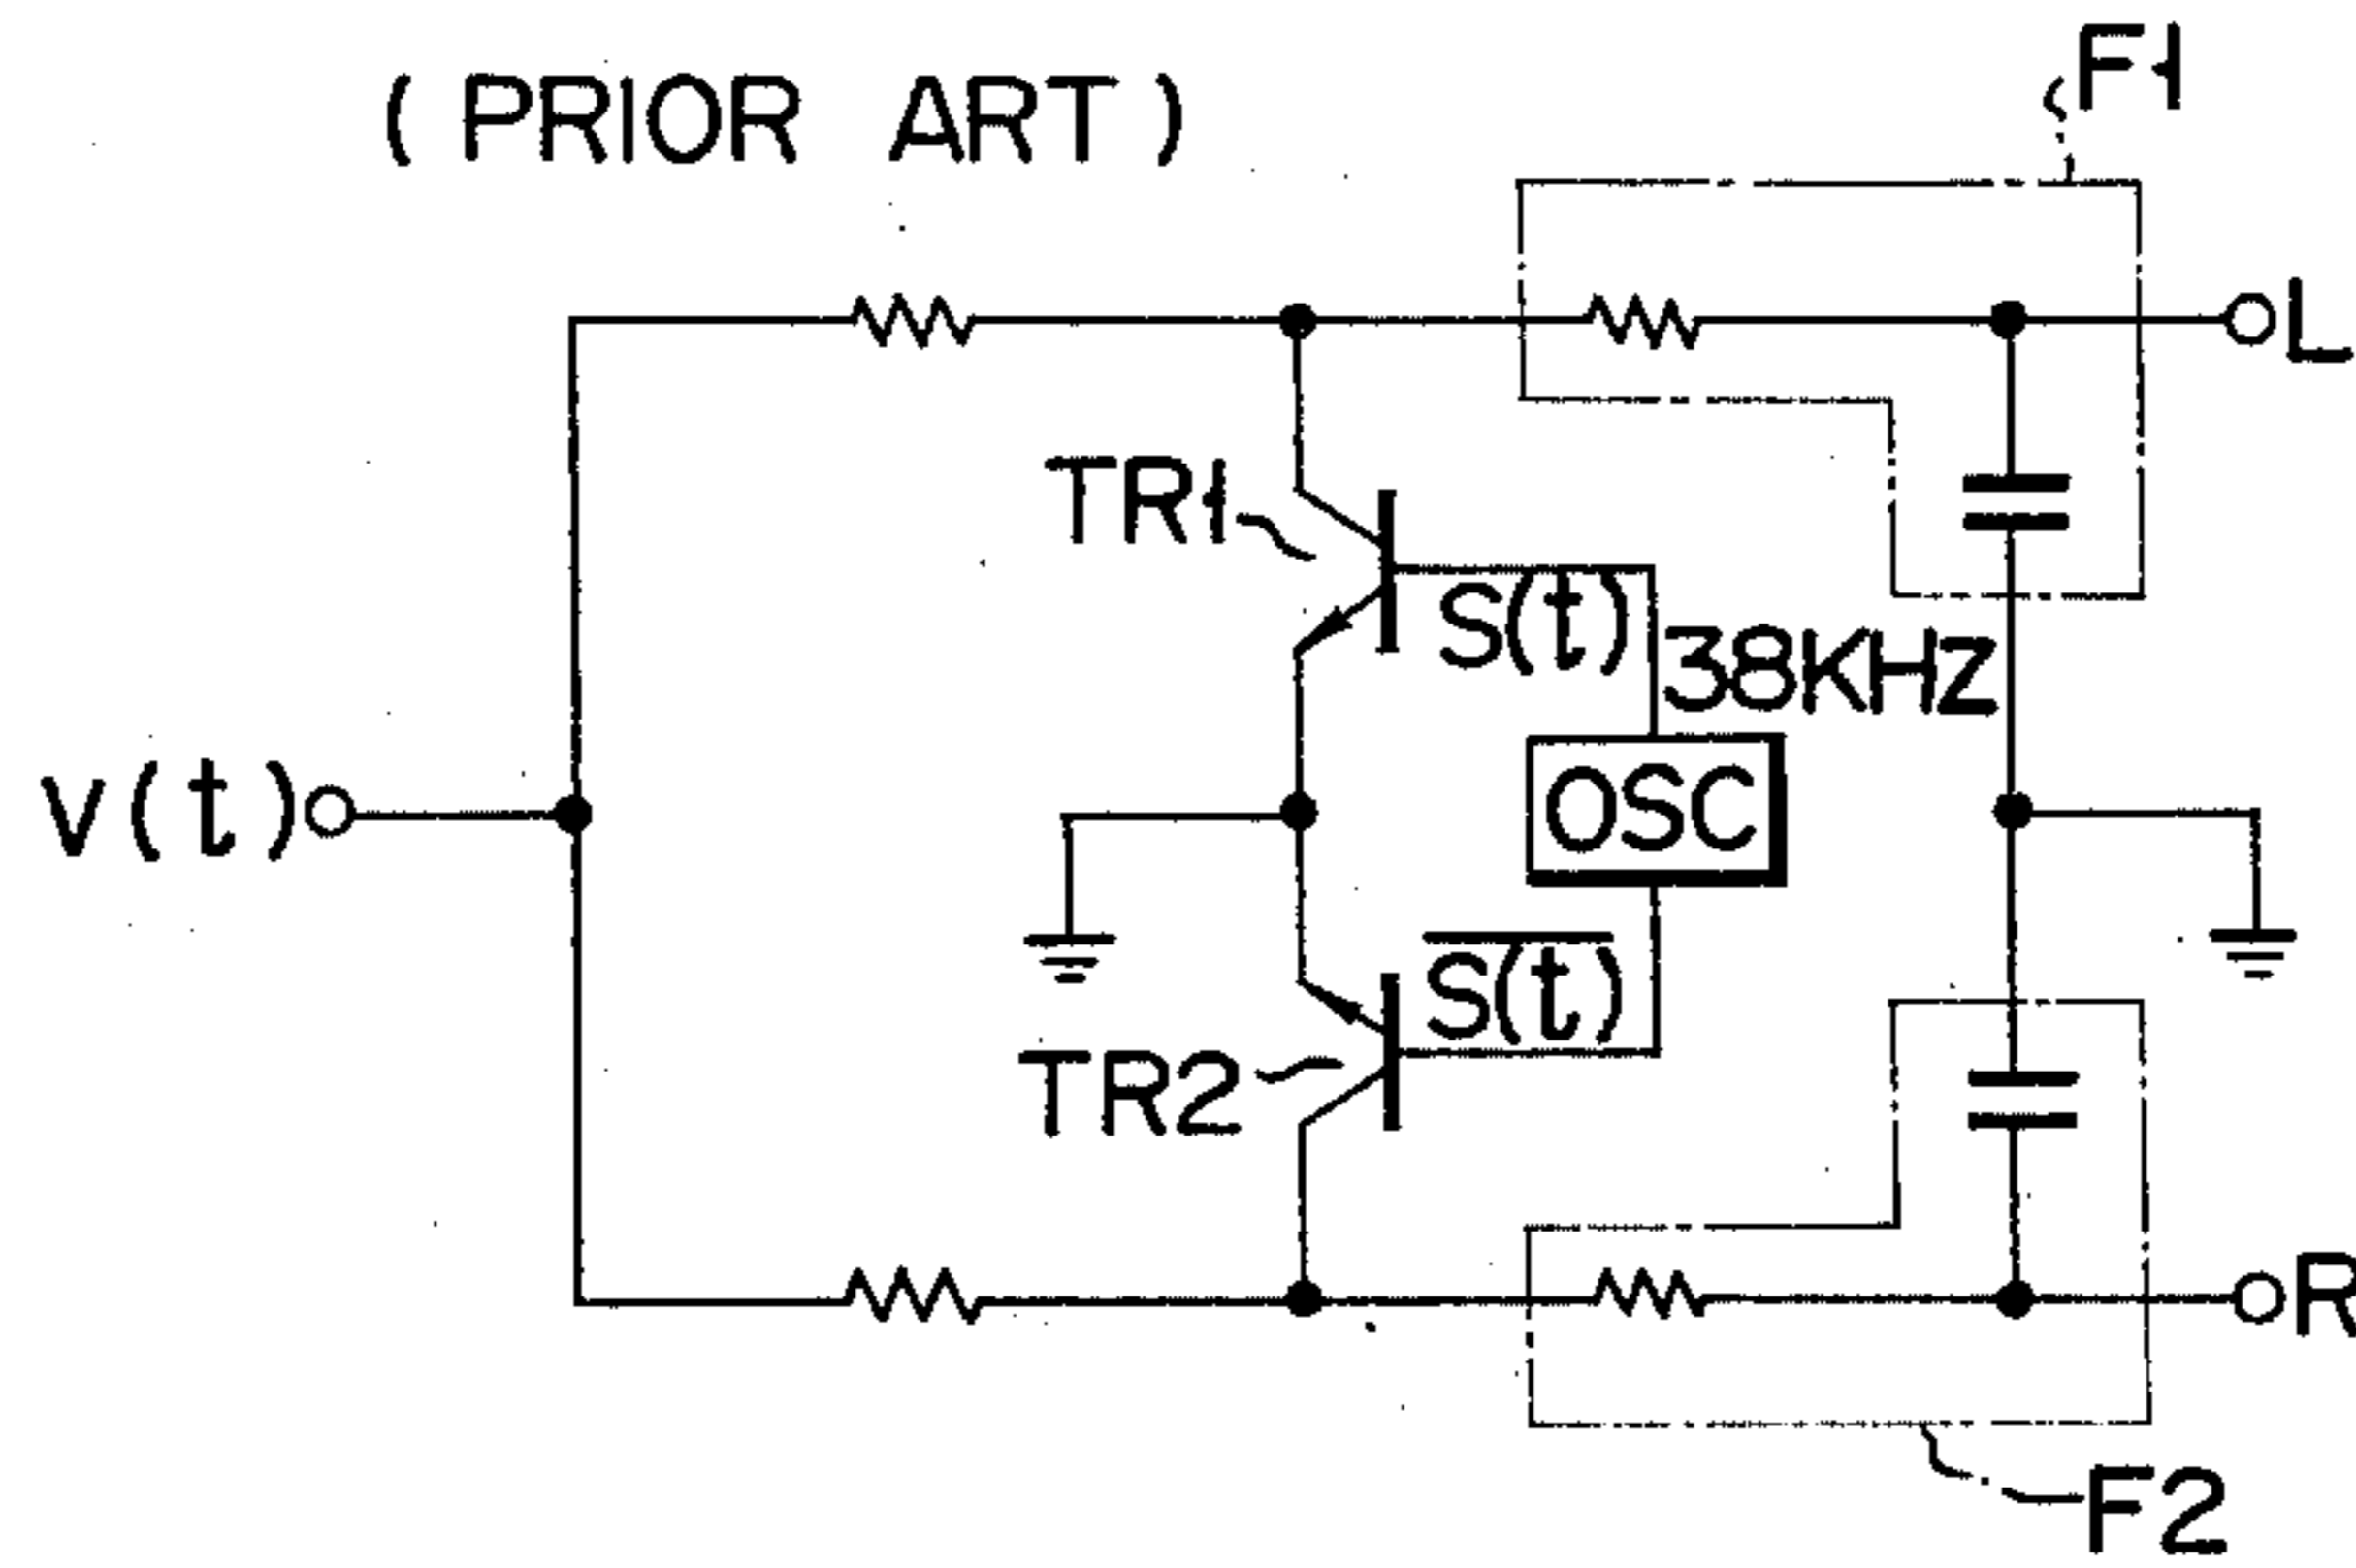 ( PRIOR ART )
F1
L
TR1
S(t)
38KHZ
v(t)
OSC
S(t)
TR2
R
F2